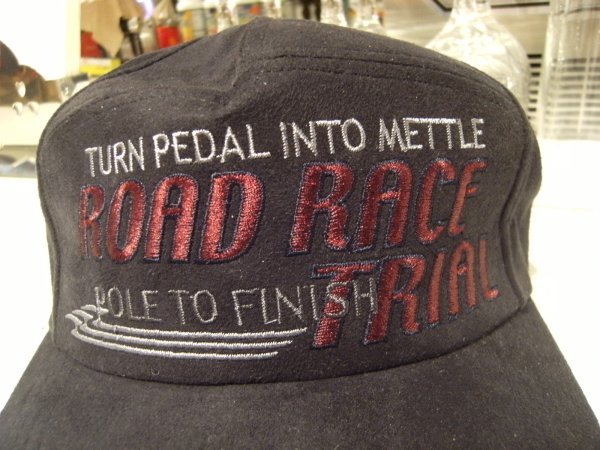 TURN PEDAL INTO METTLE
ROAD RACE
POLE TO FINISH TRIAL